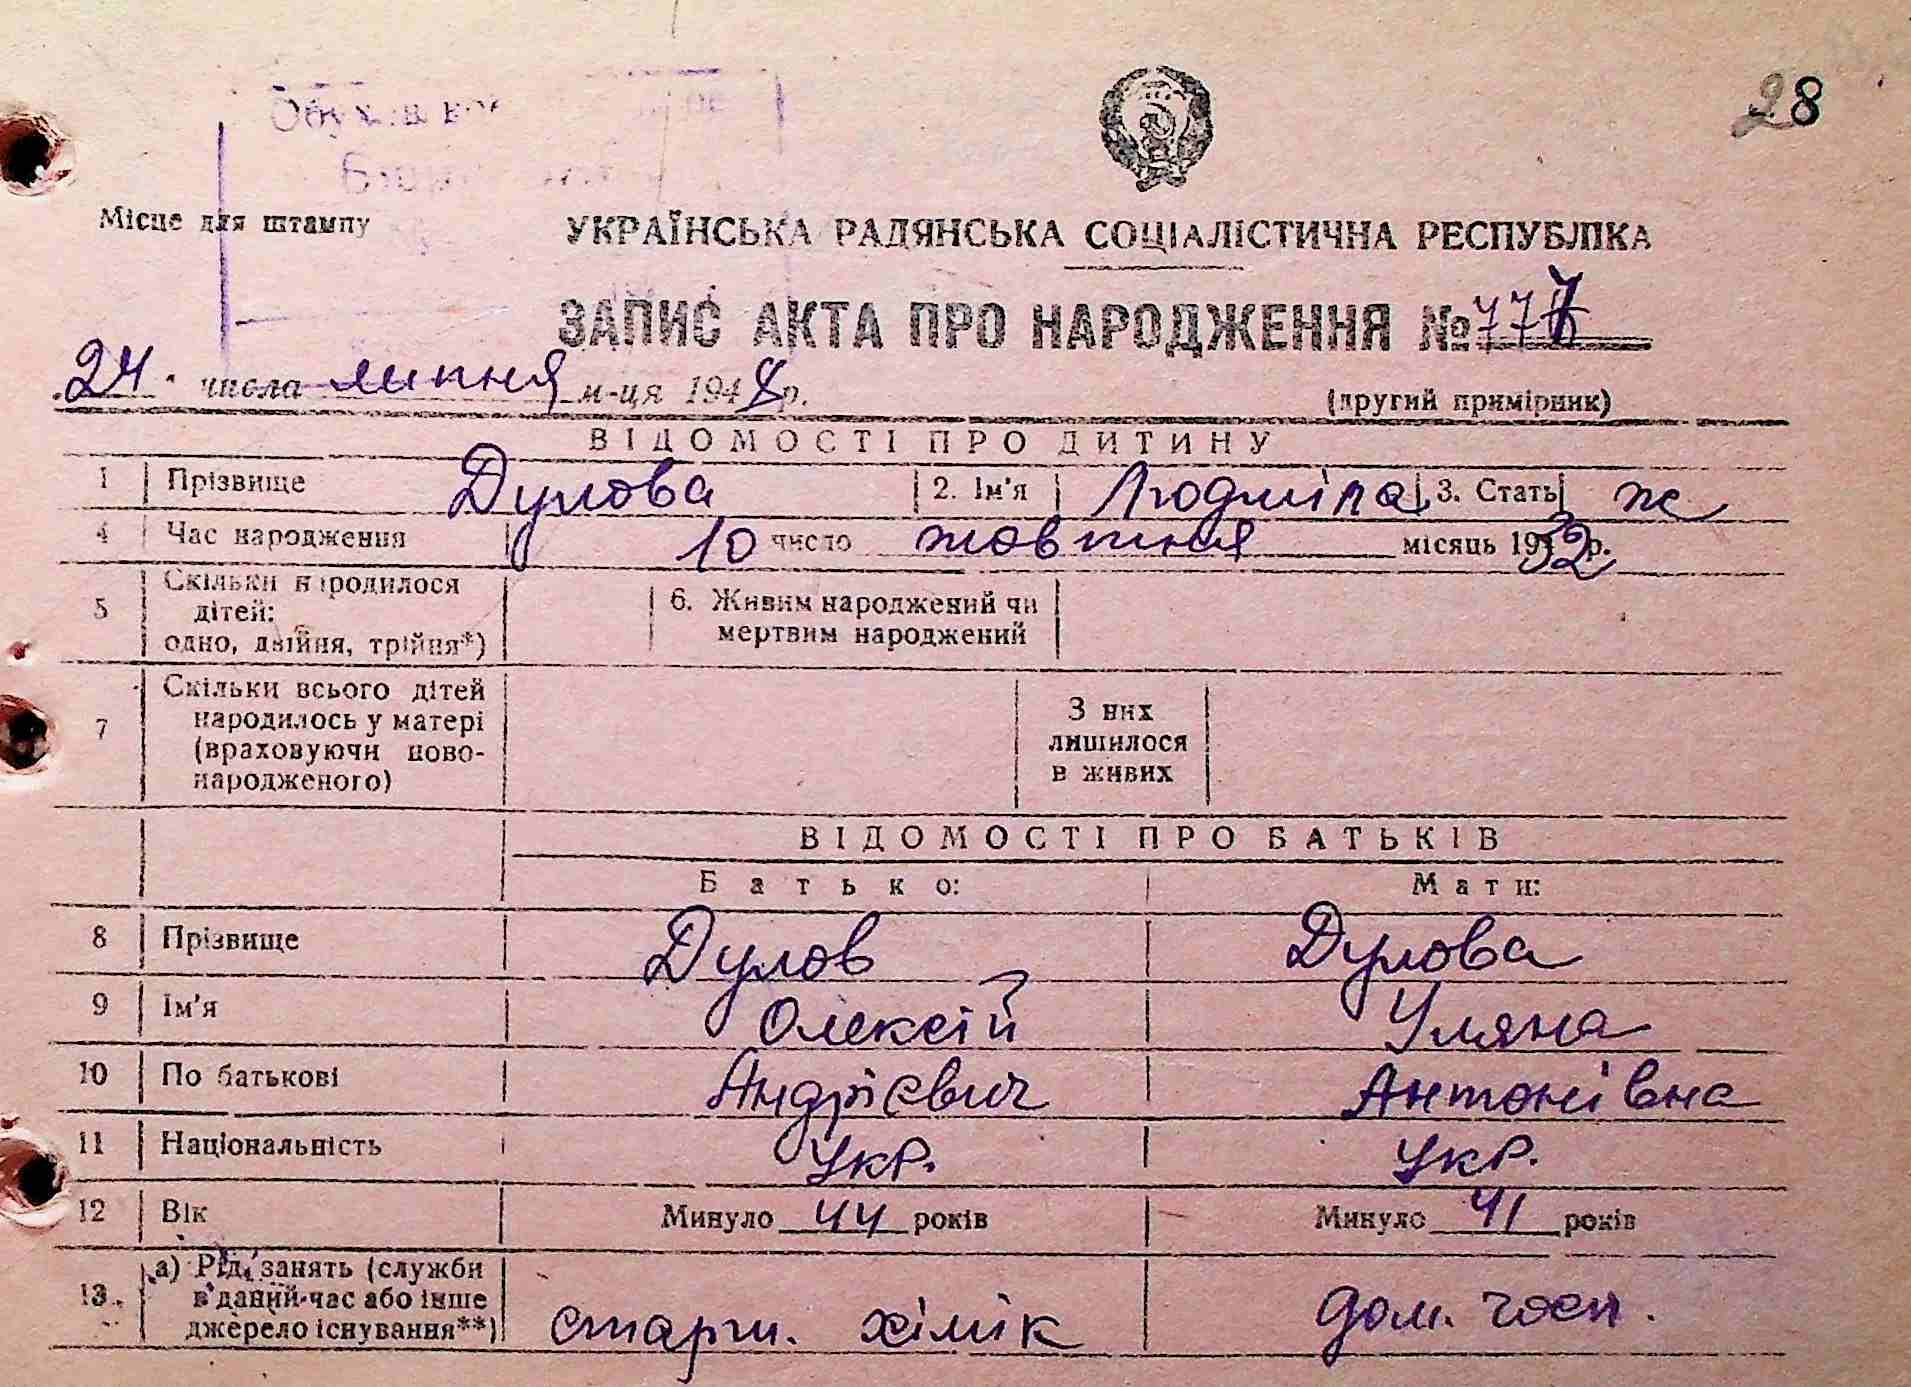 28
Місце для штампу
УКРАЇНСЬКА РАДЯНСЬКА СОЦІАЛІСТИЧНА РЕСПУБЛІКА
ЗАПИС АКТА ПРО НАРОДЖЕННЯ № 777
24. числа липня м-ця 1948 р.
(другий примірник)
ВІДОМОСТІ ПРО ДИТИНУ
1 Прізвище Дулова 2. Ім'я Людміла 3. Стать ж
4 Час народження 10 число жовтня місяць 1932 р.
5 Скільки народилося дітей: одно, двійня, трійня*) 6. Живим народжений чи мертвим народжений
7 Скільки всього дітей народилось у матері (враховуючи новонародженого) З них лишилося в живих
ВІДОМОСТІ ПРО БАТЬКІВ
Батько: Мати:
8 Прізвище Дулов Дулова
9 Ім'я Олексій Уляна
10 По батькові Андрієвич Антонівна
11 Національність Укр. Укр.
12 Вік Минуло 44 років Минуло 41 років
13. а) Рід занять (служби в даний час або інше джерело існування**) старш. хімік дом. госп.